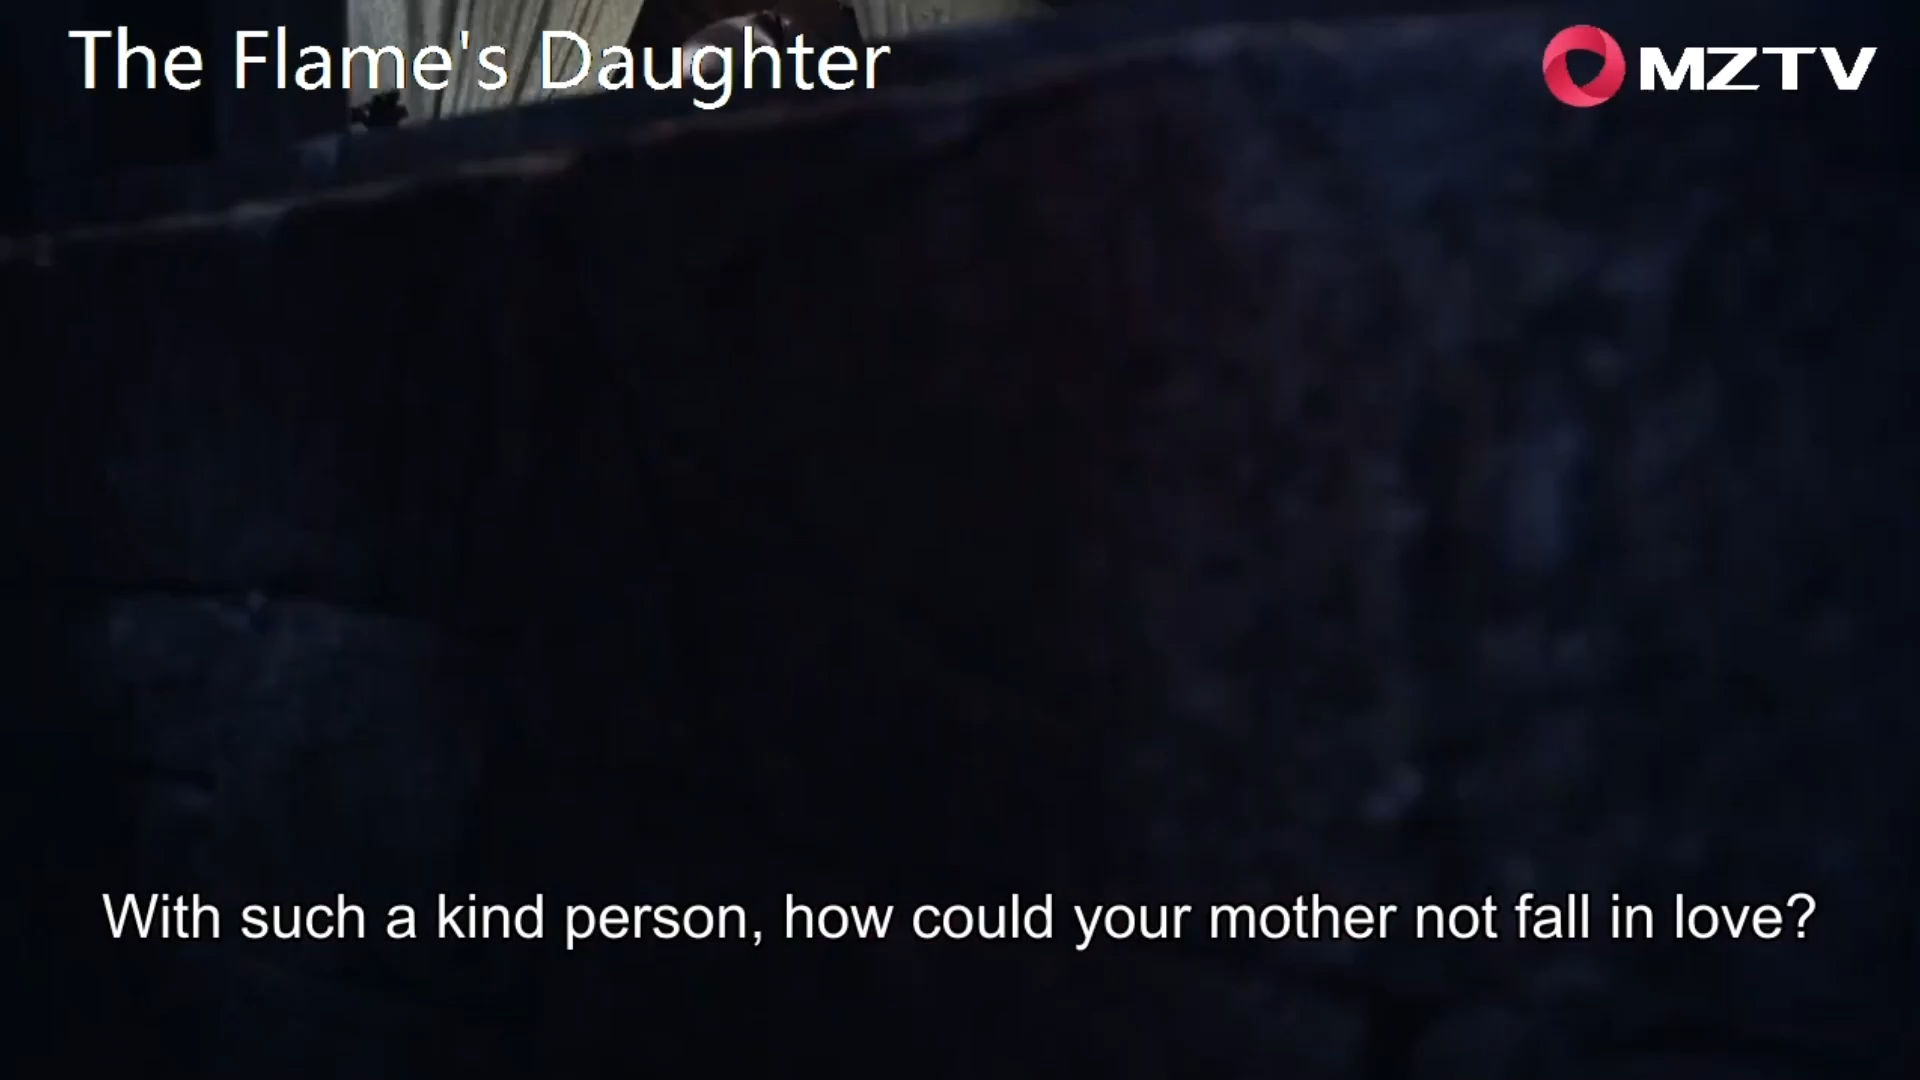 The Flame's Daughter
MZTV
With such a kind person, how could your mother not fall in love?